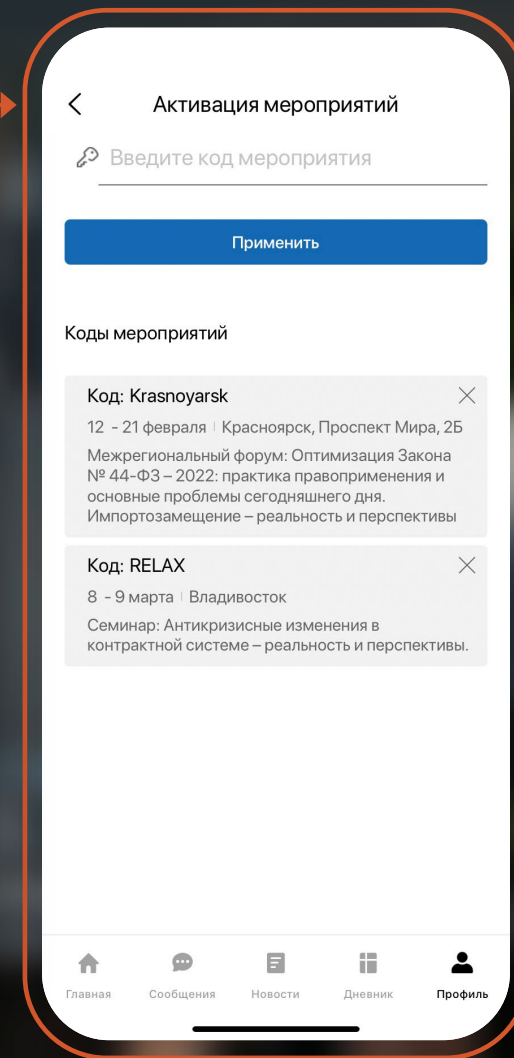 Активация мероприятий
Введите код мероприятия
Применить
Коды мероприятий
Код: Krasnoyarsk
12 - 21 февраля | Красноярск, Проспект Мира, 2Б
Межрегиональный форум: Оптимизация Закона
№ 44-ФЗ – 2022: практика правоприменения и
основные проблемы сегодняшнего дня.
Импортозамещение – реальность и перспективы
Код: RELAX
8 - 9 марта | Владивосток
Семинар: Антикризисные изменения в
контрактной системе – реальность и перспективы.
Главная Сообщения Новости Дневник Профиль